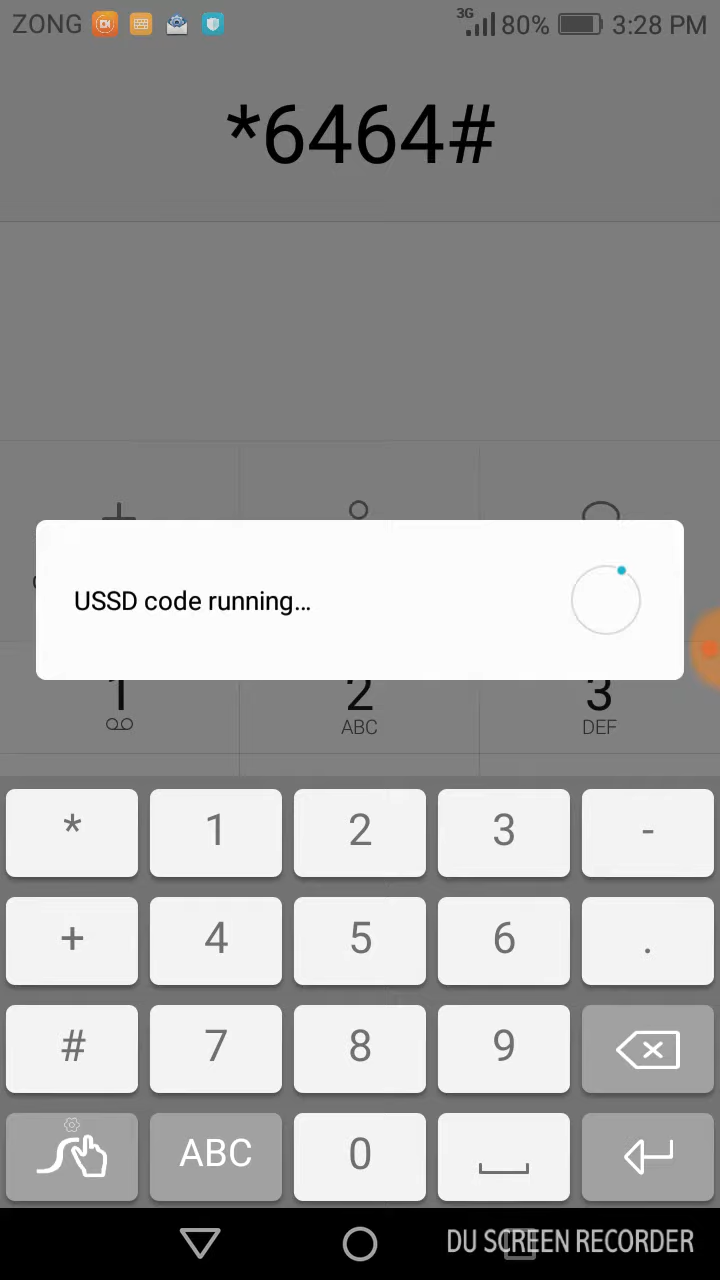 ZONG 3G 80% 3:28 PM
*6464#
USSD code running...
1 2 3
ABC DEF
* 1 2 3 -
+ 4 5 6 .
# 7 8 9
ABC 0
DU SCREEN RECORDER